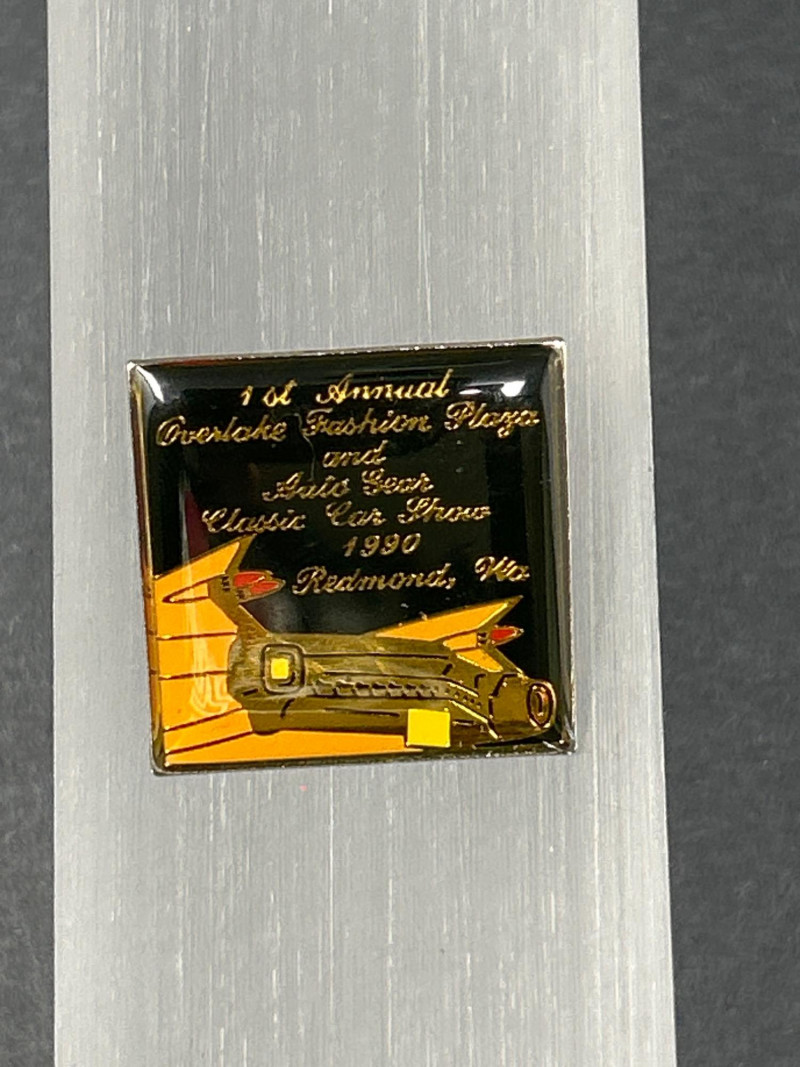 1st Annual
Overlake Fashion Plaza
and
Auto Gear
Classic Car Show
1990
Redmond, Wa